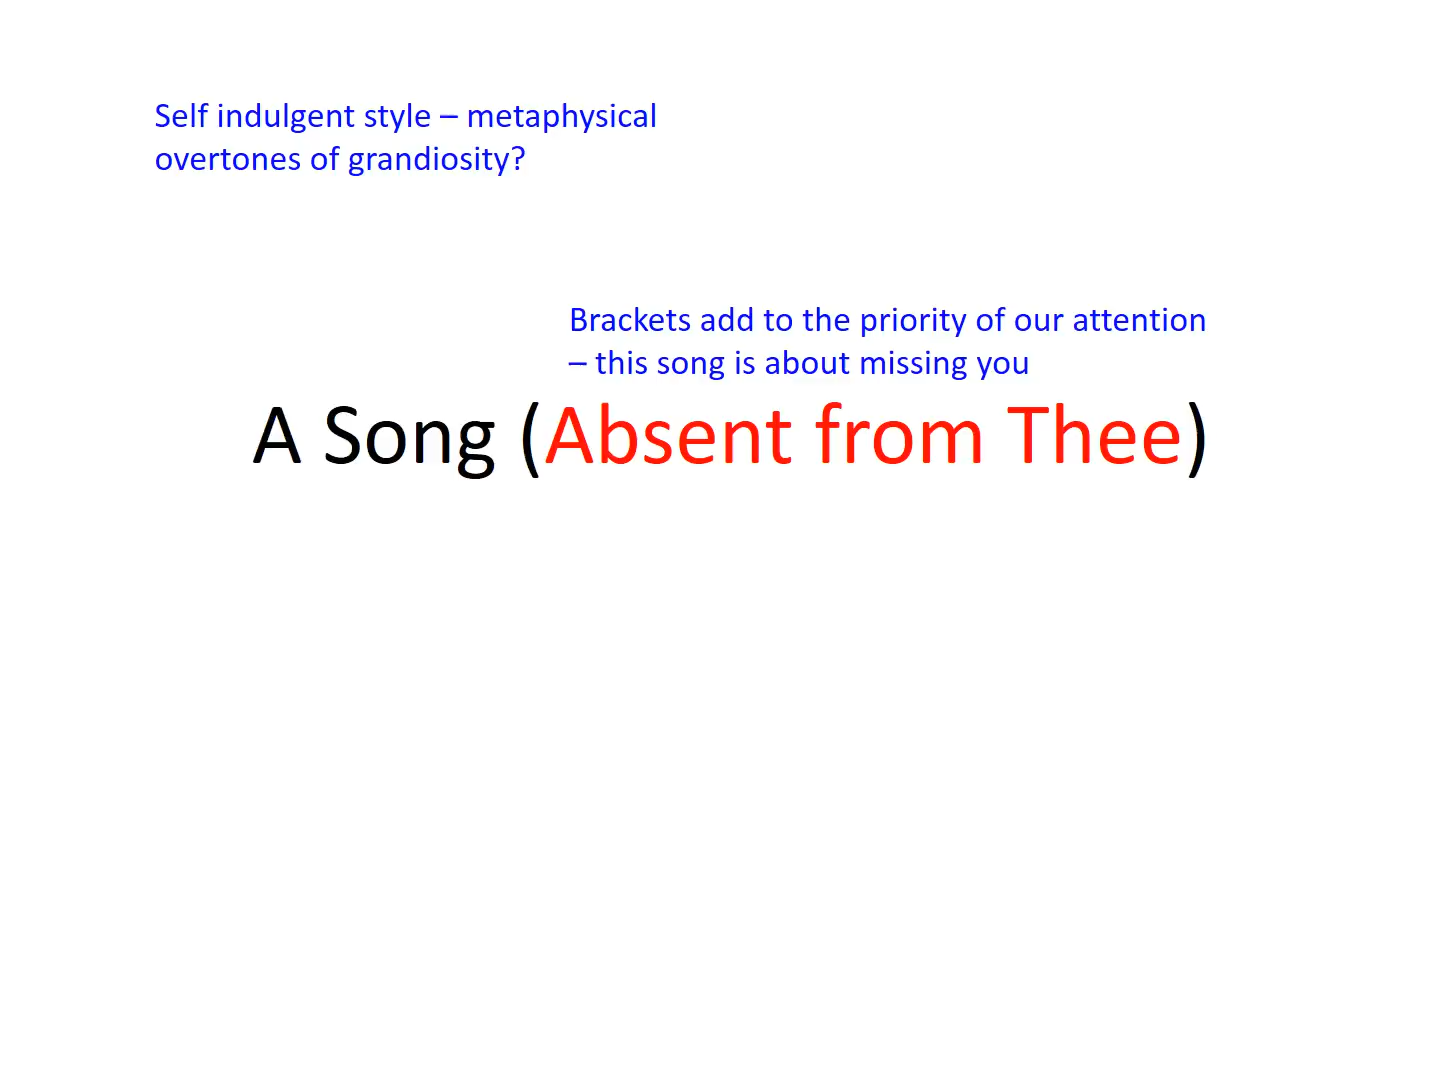 Self indulgent style – metaphysical
overtones of grandiosity?
Brackets add to the priority of our attention
– this song is about missing you
A Song (Absent from Thee)